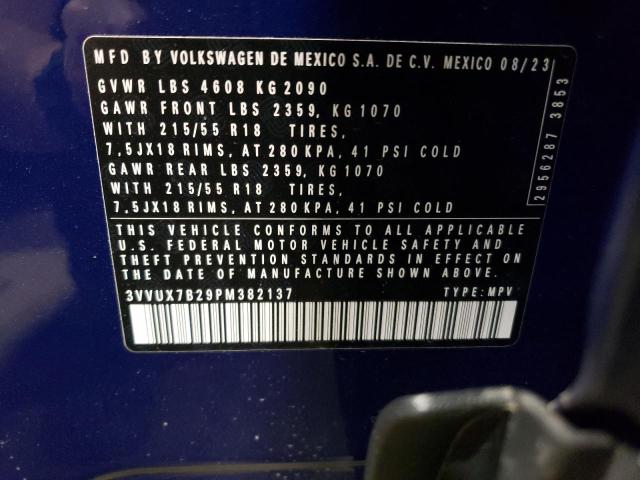 MFD BY VOLKSWAGEN DE MEXICO S.A. DE C.V. MEXICO 08/23
GVWR LBS 4608 KG 2090
GAWR FRONT LBS 2359, KG 1070
WITH 215/55 R18 TIRES,
7,5JX18 RIMS, AT 280 KPA, 41 PSI COLD
GAWR REAR LBS 2359, KG 1070
WITH 215/55 R18 TIRES,
7,5JX18 RIMS, AT 280 KPA, 41 PSI COLD
2956287 3853
THIS VEHICLE CONFORMS TO ALL APPLICABLE
U.S. FEDERAL MOTOR VEHICLE SAFETY AND
THEFT PREVENTION STANDARDS IN EFFECT ON
THE DATE OF MANUFACTURE SHOWN ABOVE.
3VVUX7B29PM382137 TYPE: MPV